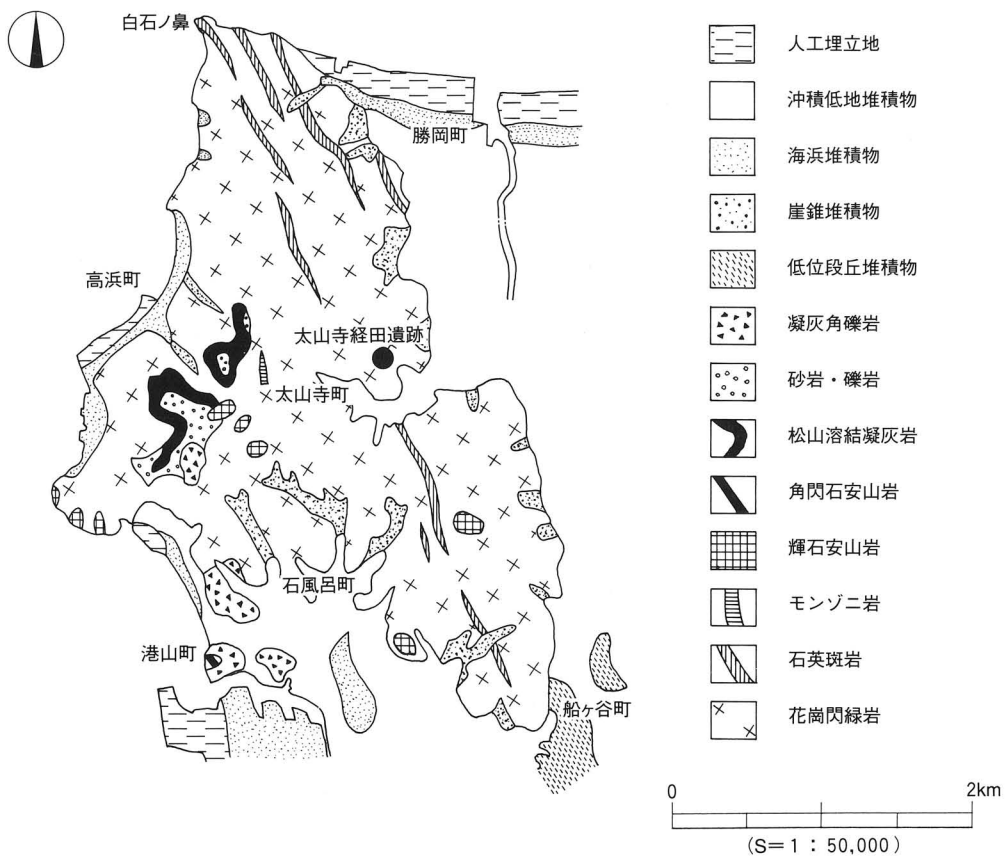 白石ノ鼻
勝岡町
高浜町
太山寺経田遺跡
太山寺町
石風呂町
港山町
船ヶ谷町
人工埋立地
沖積低地堆積物
海浜堆積物
崖錐堆積物
低位段丘堆積物
凝灰角礫岩
砂岩・礫岩
松山溶結凝灰岩
角閃石安山岩
輝石安山岩
モンゾニ岩
石英斑岩
花崗閃緑岩
0 2km
(S=1：50,000)